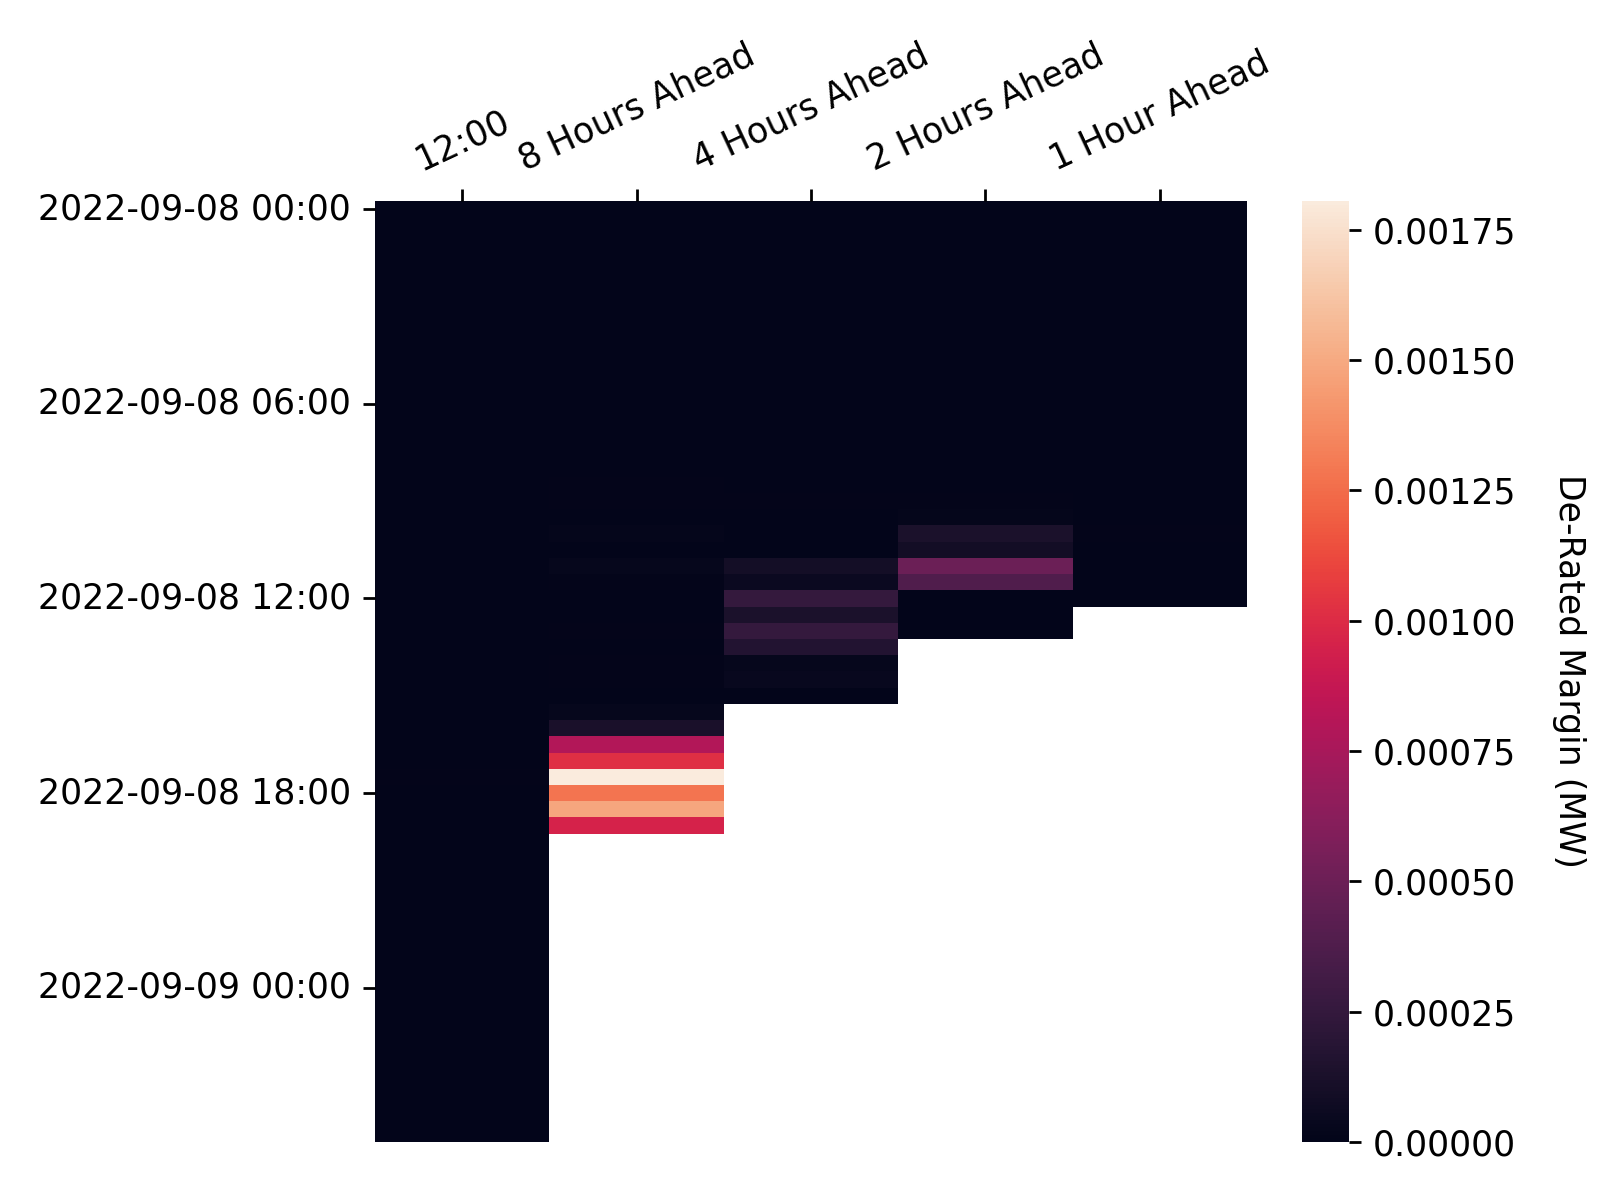 12:00
8 Hours Ahead
4 Hours Ahead
2 Hours Ahead
1 Hour Ahead
2022-09-08 00:00
2022-09-08 06:00
2022-09-08 12:00
2022-09-08 18:00
2022-09-09 00:00
0.00175
0.00150
0.00125
0.00100
0.00075
0.00050
0.00025
0.00000
De-Rated Margin (MW)